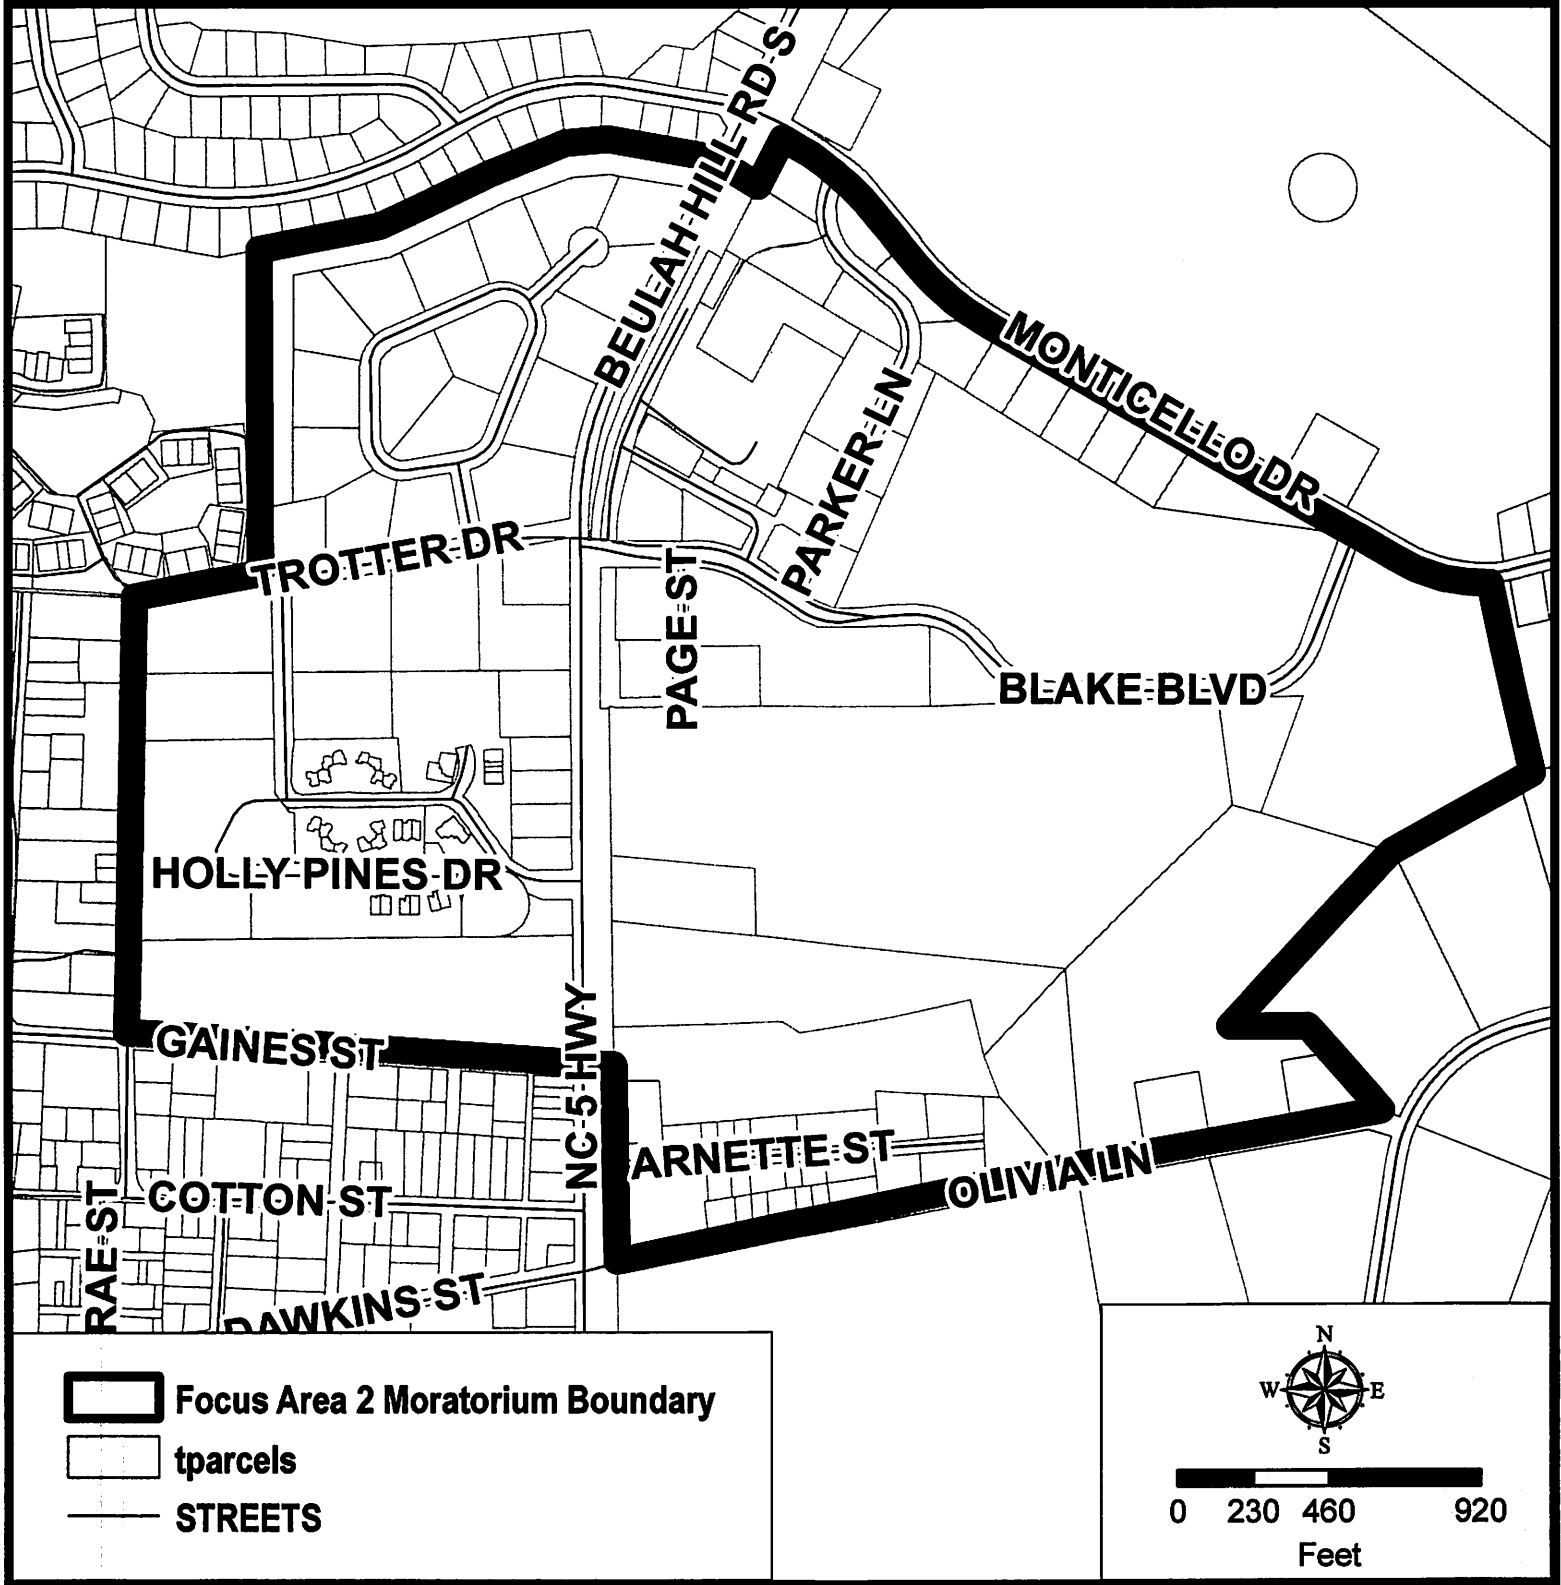 BEULAH HILL RD S
MONTICELLO DR
PARKER LN
TROTTER DR
PAGE ST
BLAKE BLVD
HOLLY PINES DR
NC 5 HWY
GAINES ST
ARNETTE ST
OLIVIA LN
COTTON ST
RAE ST
DAWKINS ST
Focus Area 2 Moratorium Boundary
tparcels
STREETS
N
W E
S
0 230 460 920
Feet